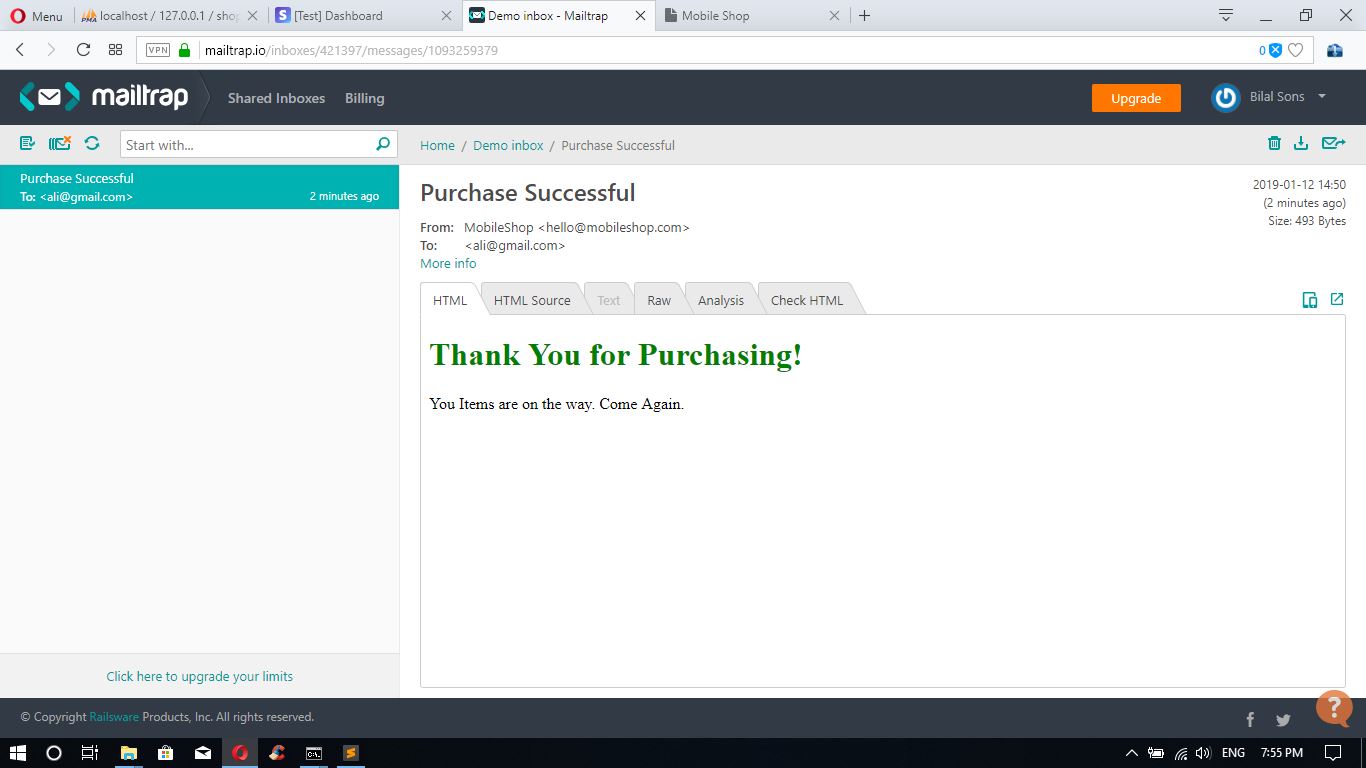 Menu
PMA localhost / 127.0.0.1 / shop
S [Test] Dashboard
Demo inbox - Mailtrap
Mobile Shop
VPN
mailtrap.io/inboxes/421397/messages/1093259379
0
mailtrap
Shared Inboxes
Billing
Upgrade
Bilal Sons
Start with...
Home / Demo inbox / Purchase Successful
Purchase Successful
To: <ali@gmail.com>
2 minutes ago
Purchase Successful
2019-01-12 14:50
(2 minutes ago)
Size: 493 Bytes
From: MobileShop <hello@mobileshop.com>
To: <ali@gmail.com>
More info
HTML
HTML Source
Text
Raw
Analysis
Check HTML
Thank You for Purchasing!
You Items are on the way. Come Again.
Click here to upgrade your limits
© Copyright Railsware Products, Inc. All rights reserved.
?
ENG
7:55 PM